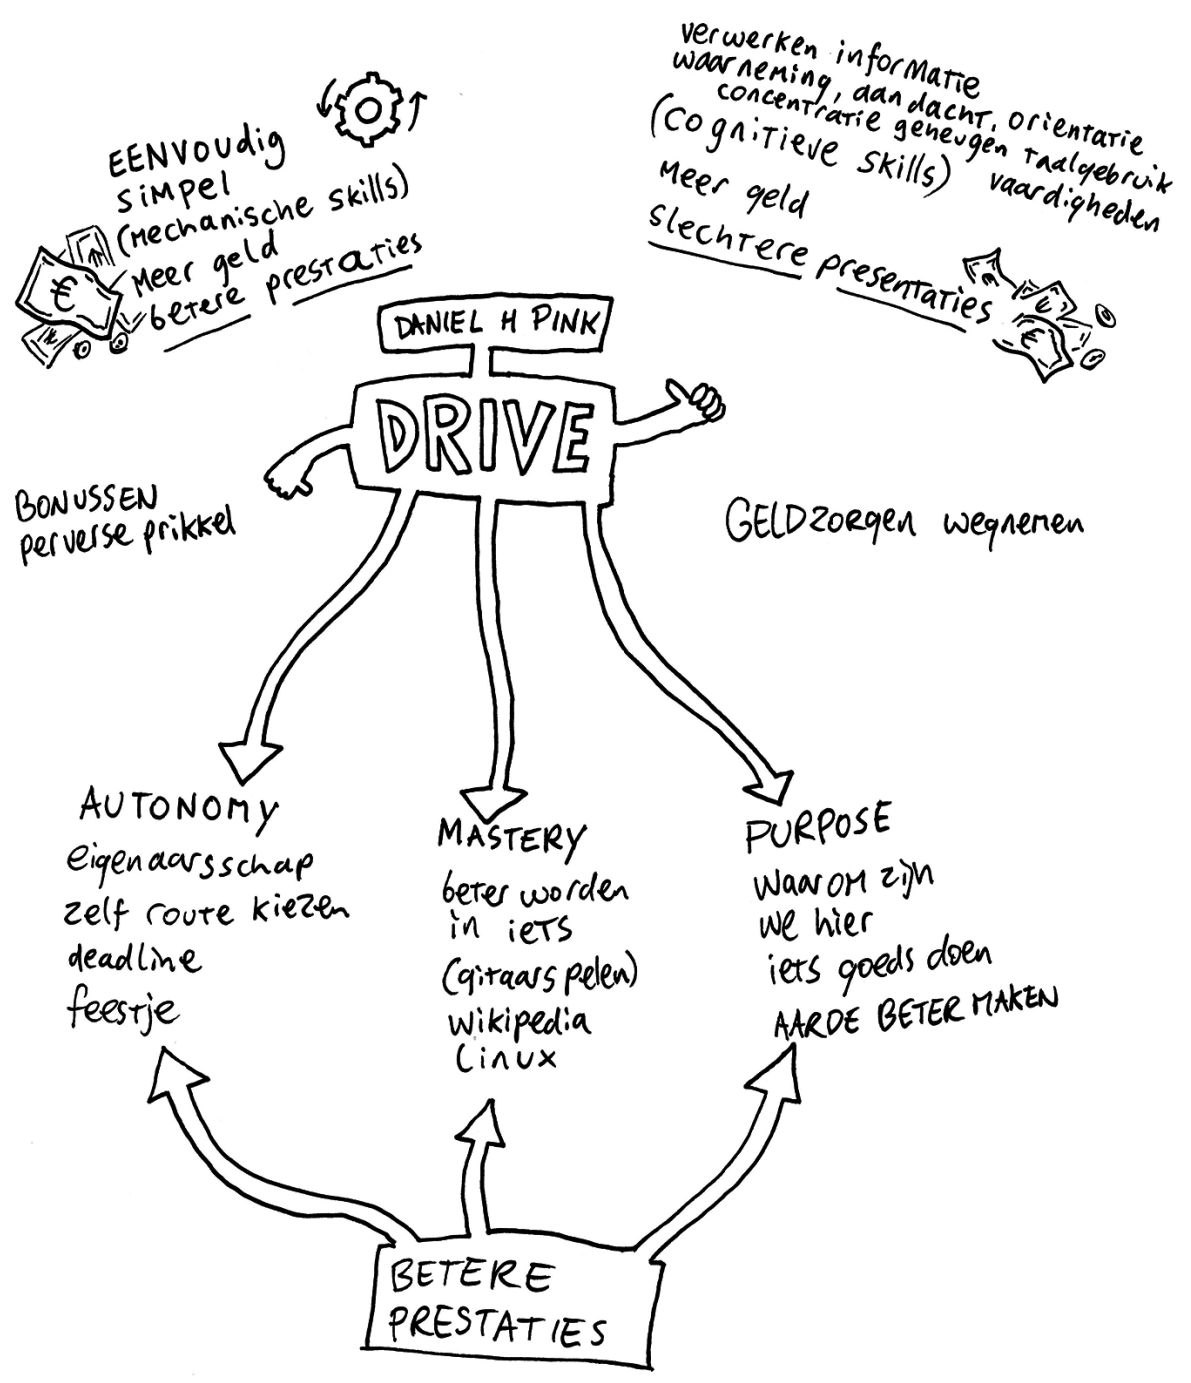 EENVoudig
simpel
(Mechanische skills)
Meer geld
betere prestaties
verwerken informatie
waarneming, aandacht, orientatie
concentratie geheugen taalgebruik
(cognitieve skills) vaardigheden
Meer geld
slechtere presentaties
DANIEL H PINK
DRIVE
BONUSSEN
perverse prikkel
GELDzorgen wegnemen
AUTONOMY
eigenaarsschap
zelf route kiezen
deadline
feestje
MASTERY
beter worden
in iets
(gitaarspelen)
Wikipedia
Linux
PURPOSE
Waarom zijn
we hier
iets goeds doen
AARDE BETER MAKEN
BETERE
PRESTATIES